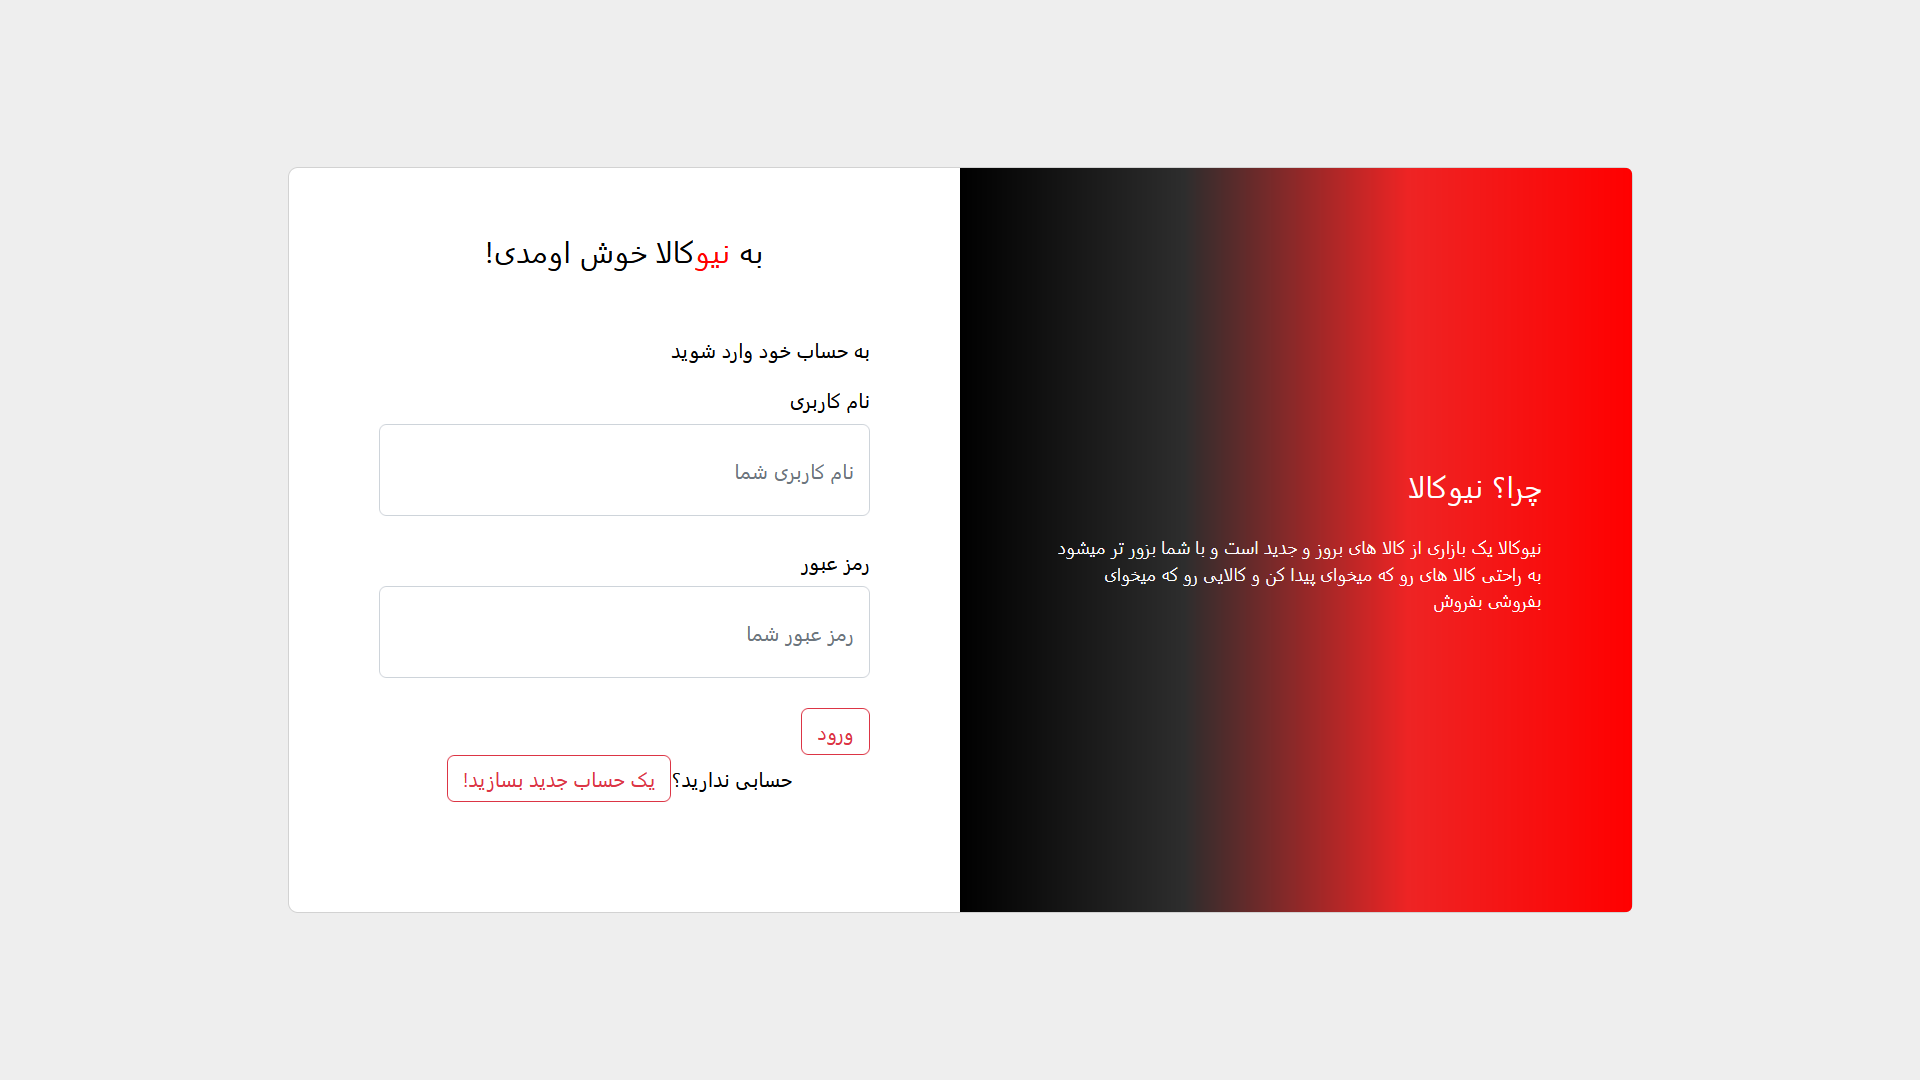 به نیوکالا خوش اومدی!
به حساب خود وارد شوید
نام کاربری
نام کاربری شما
رمز عبور
رمز عبور شما
ورود
حسابی ندارید؟ یک حساب جدید بسازید!
چرا؟ نیوکالا
نیوکالا یک بازاری از کالا های بروز و جدید است و با شما بزور تر میشود
به راحتی کالا های رو که میخوای پیدا کن و کالایی رو که میخوای
بفروشی بفروش